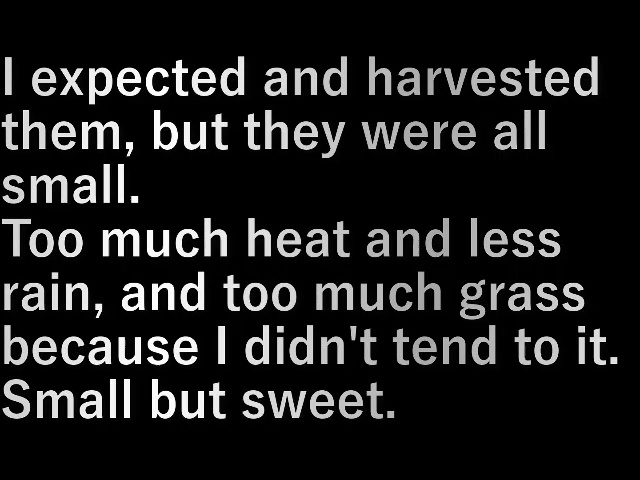 I expected and harvested
them, but they were all
small.
Too much heat and less
rain, and too much grass
because I didn't tend to it.
Small but sweet.